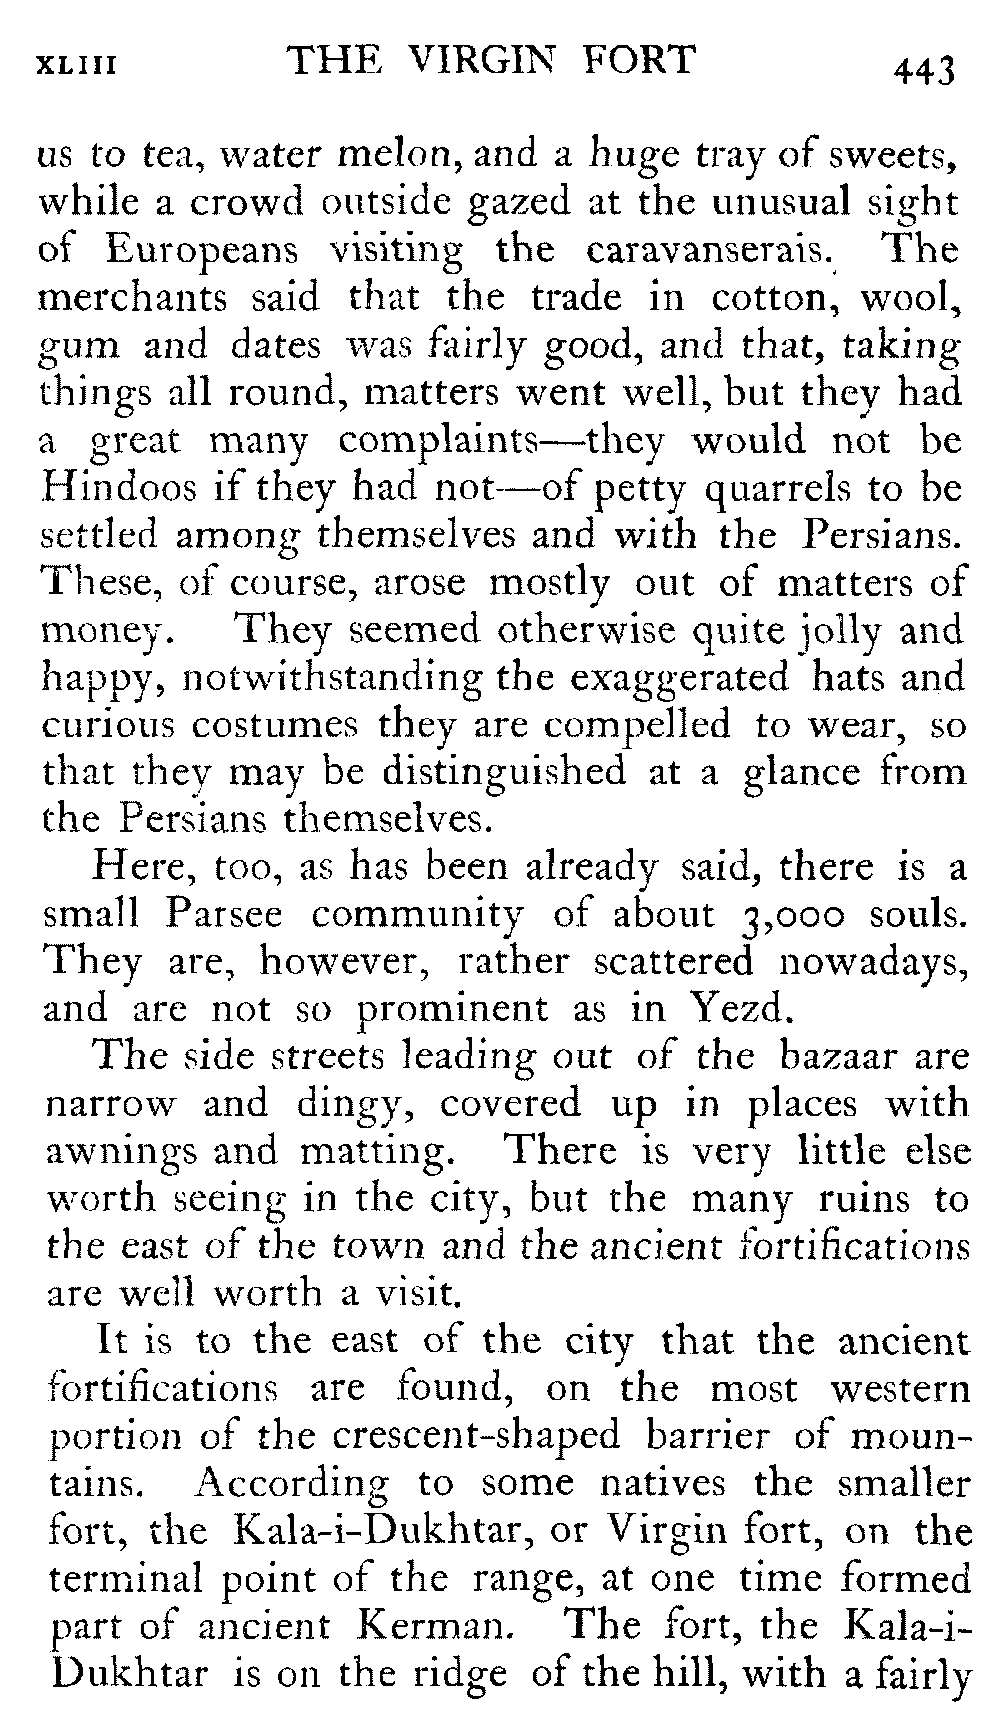 XLIII THE VIRGIN FORT 443
us to tea, water melon, and a huge tray of sweets,
while a crowd outside gazed at the unusual sight
of Europeans visiting the caravanserais. The
merchants said that the trade in cotton, wool,
gum and dates was fairly good, and that, taking
things all round, matters went well, but they had
a great many complaints—they would not be
Hindoos if they had not—of petty quarrels to be
settled among themselves and with the Persians.
These, of course, arose mostly out of matters of
money. They seemed otherwise quite jolly and
happy, notwithstanding the exaggerated hats and
curious costumes they are compelled to wear, so
that they may be distinguished at a glance from
the Persians themselves.
Here, too, as has been already said, there is a
small Parsee community of about 3,000 souls.
They are, however, rather scattered nowadays,
and are not so prominent as in Yezd.
The side streets leading out of the bazaar are
narrow and dingy, covered up in places with
awnings and matting. There is very little else
worth seeing in the city, but the many ruins to
the east of the town and the ancient fortifications
are well worth a visit.
It is to the east of the city that the ancient
fortifications are found, on the most western
portion of the crescent-shaped barrier of moun-
tains. According to some natives the smaller
fort, the Kala-i-Dukhtar, or Virgin fort, on the
terminal point of the range, at one time formed
part of ancient Kerman. The fort, the Kala-i-
Dukhtar is on the ridge of the hill, with a fairly